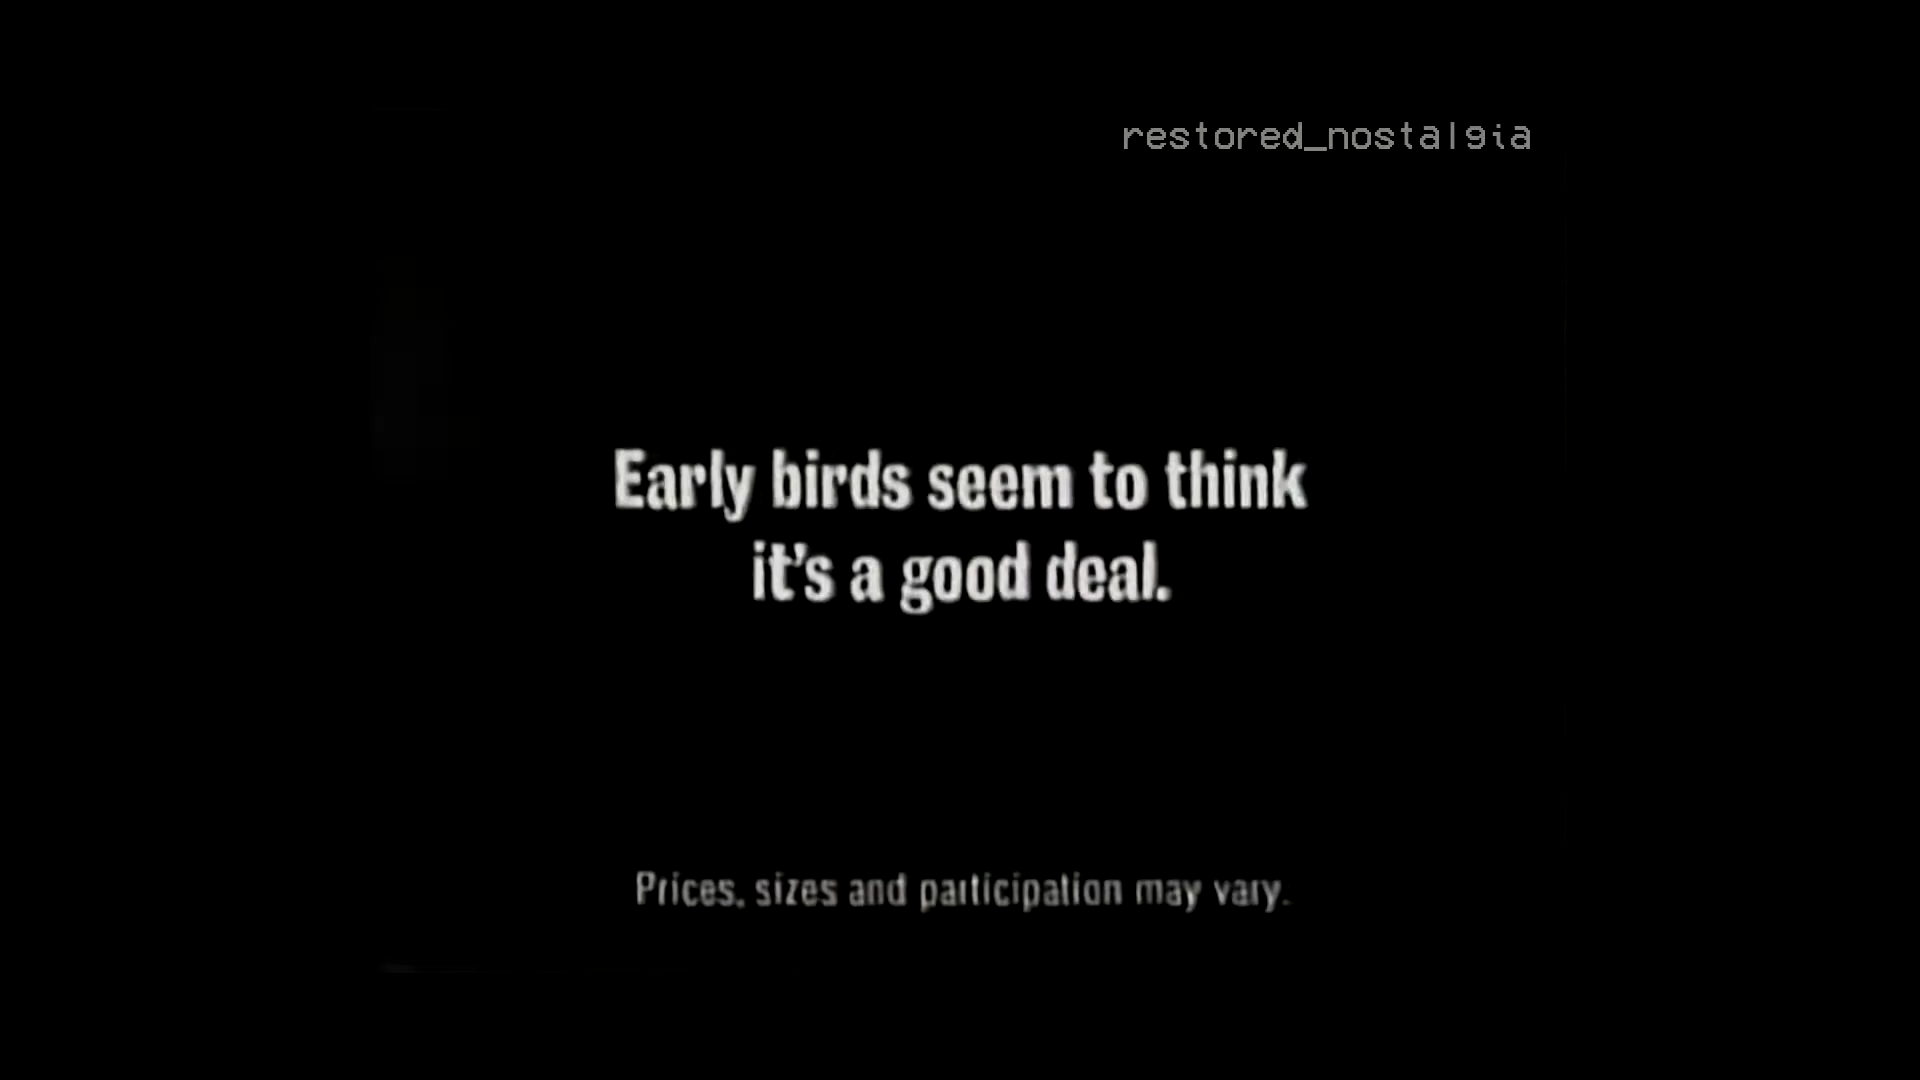 restored_nostalgia
Early birds seem to think
it's a good deal.
Prices, sizes and participation may vary.